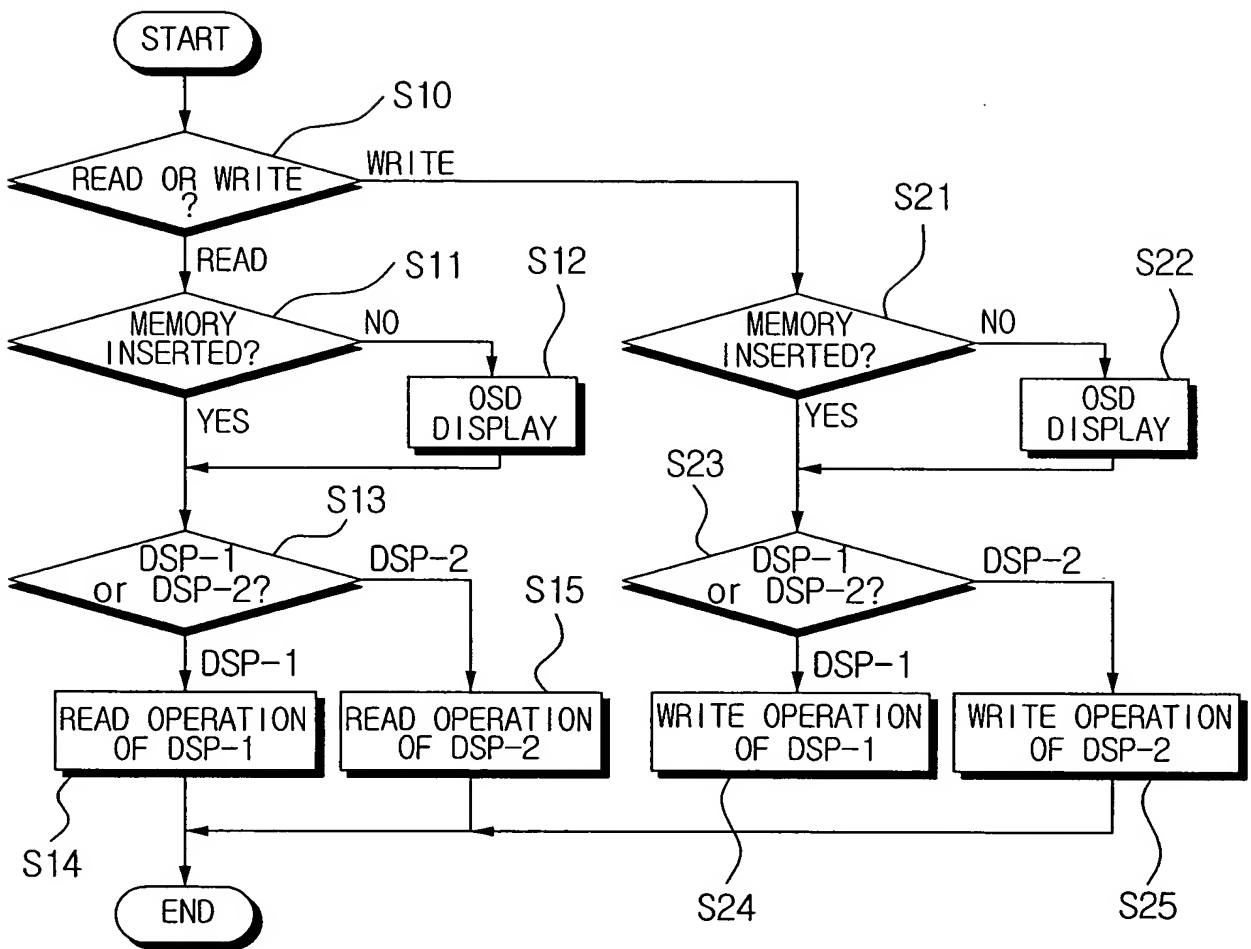 START
S10
READ OR WRITE
?
WRITE
READ
S11
S12
S21
S22
MEMORY
INSERTED?
NO
OSD
DISPLAY
YES
MEMORY
INSERTED?
NO
OSD
DISPLAY
YES
S13
S23
DSP-1
or DSP-2?
DSP-2
S15
DSP-1
DSP-1
or DSP-2?
DSP-2
DSP-1
READ OPERATION
OF DSP-1
READ OPERATION
OF DSP-2
WRITE OPERATION
OF DSP-1
WRITE OPERATION
OF DSP-2
S14
S24
S25
END